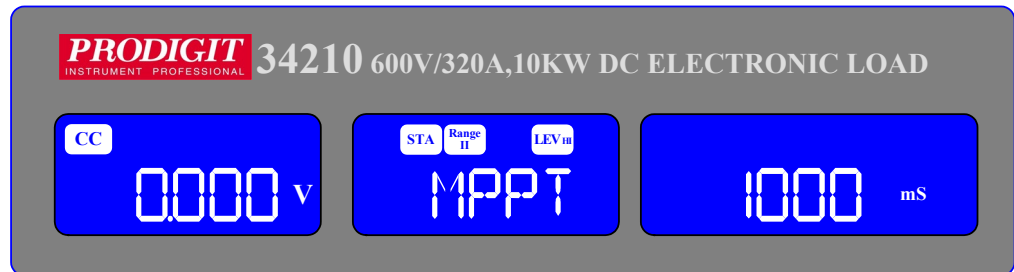 PRODIGIT
INSTRUMENT PROFESSIONAL
34210 600V/320A,10KW DC ELECTRONIC LOAD
CC
0.000 V
STA Range II LEV HI
MPPT
1000 mS